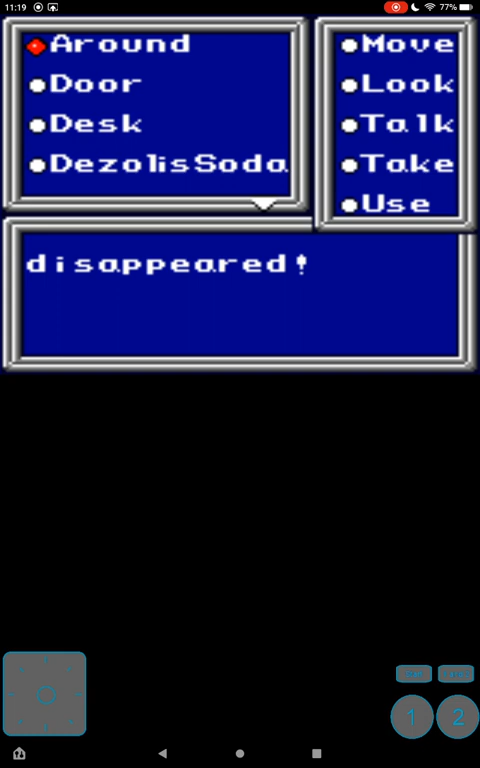 11:19
77%
Around
Door
Desk
DezolisSoda
Move
Look
Talk
Take
Use
disappeared!
1
2